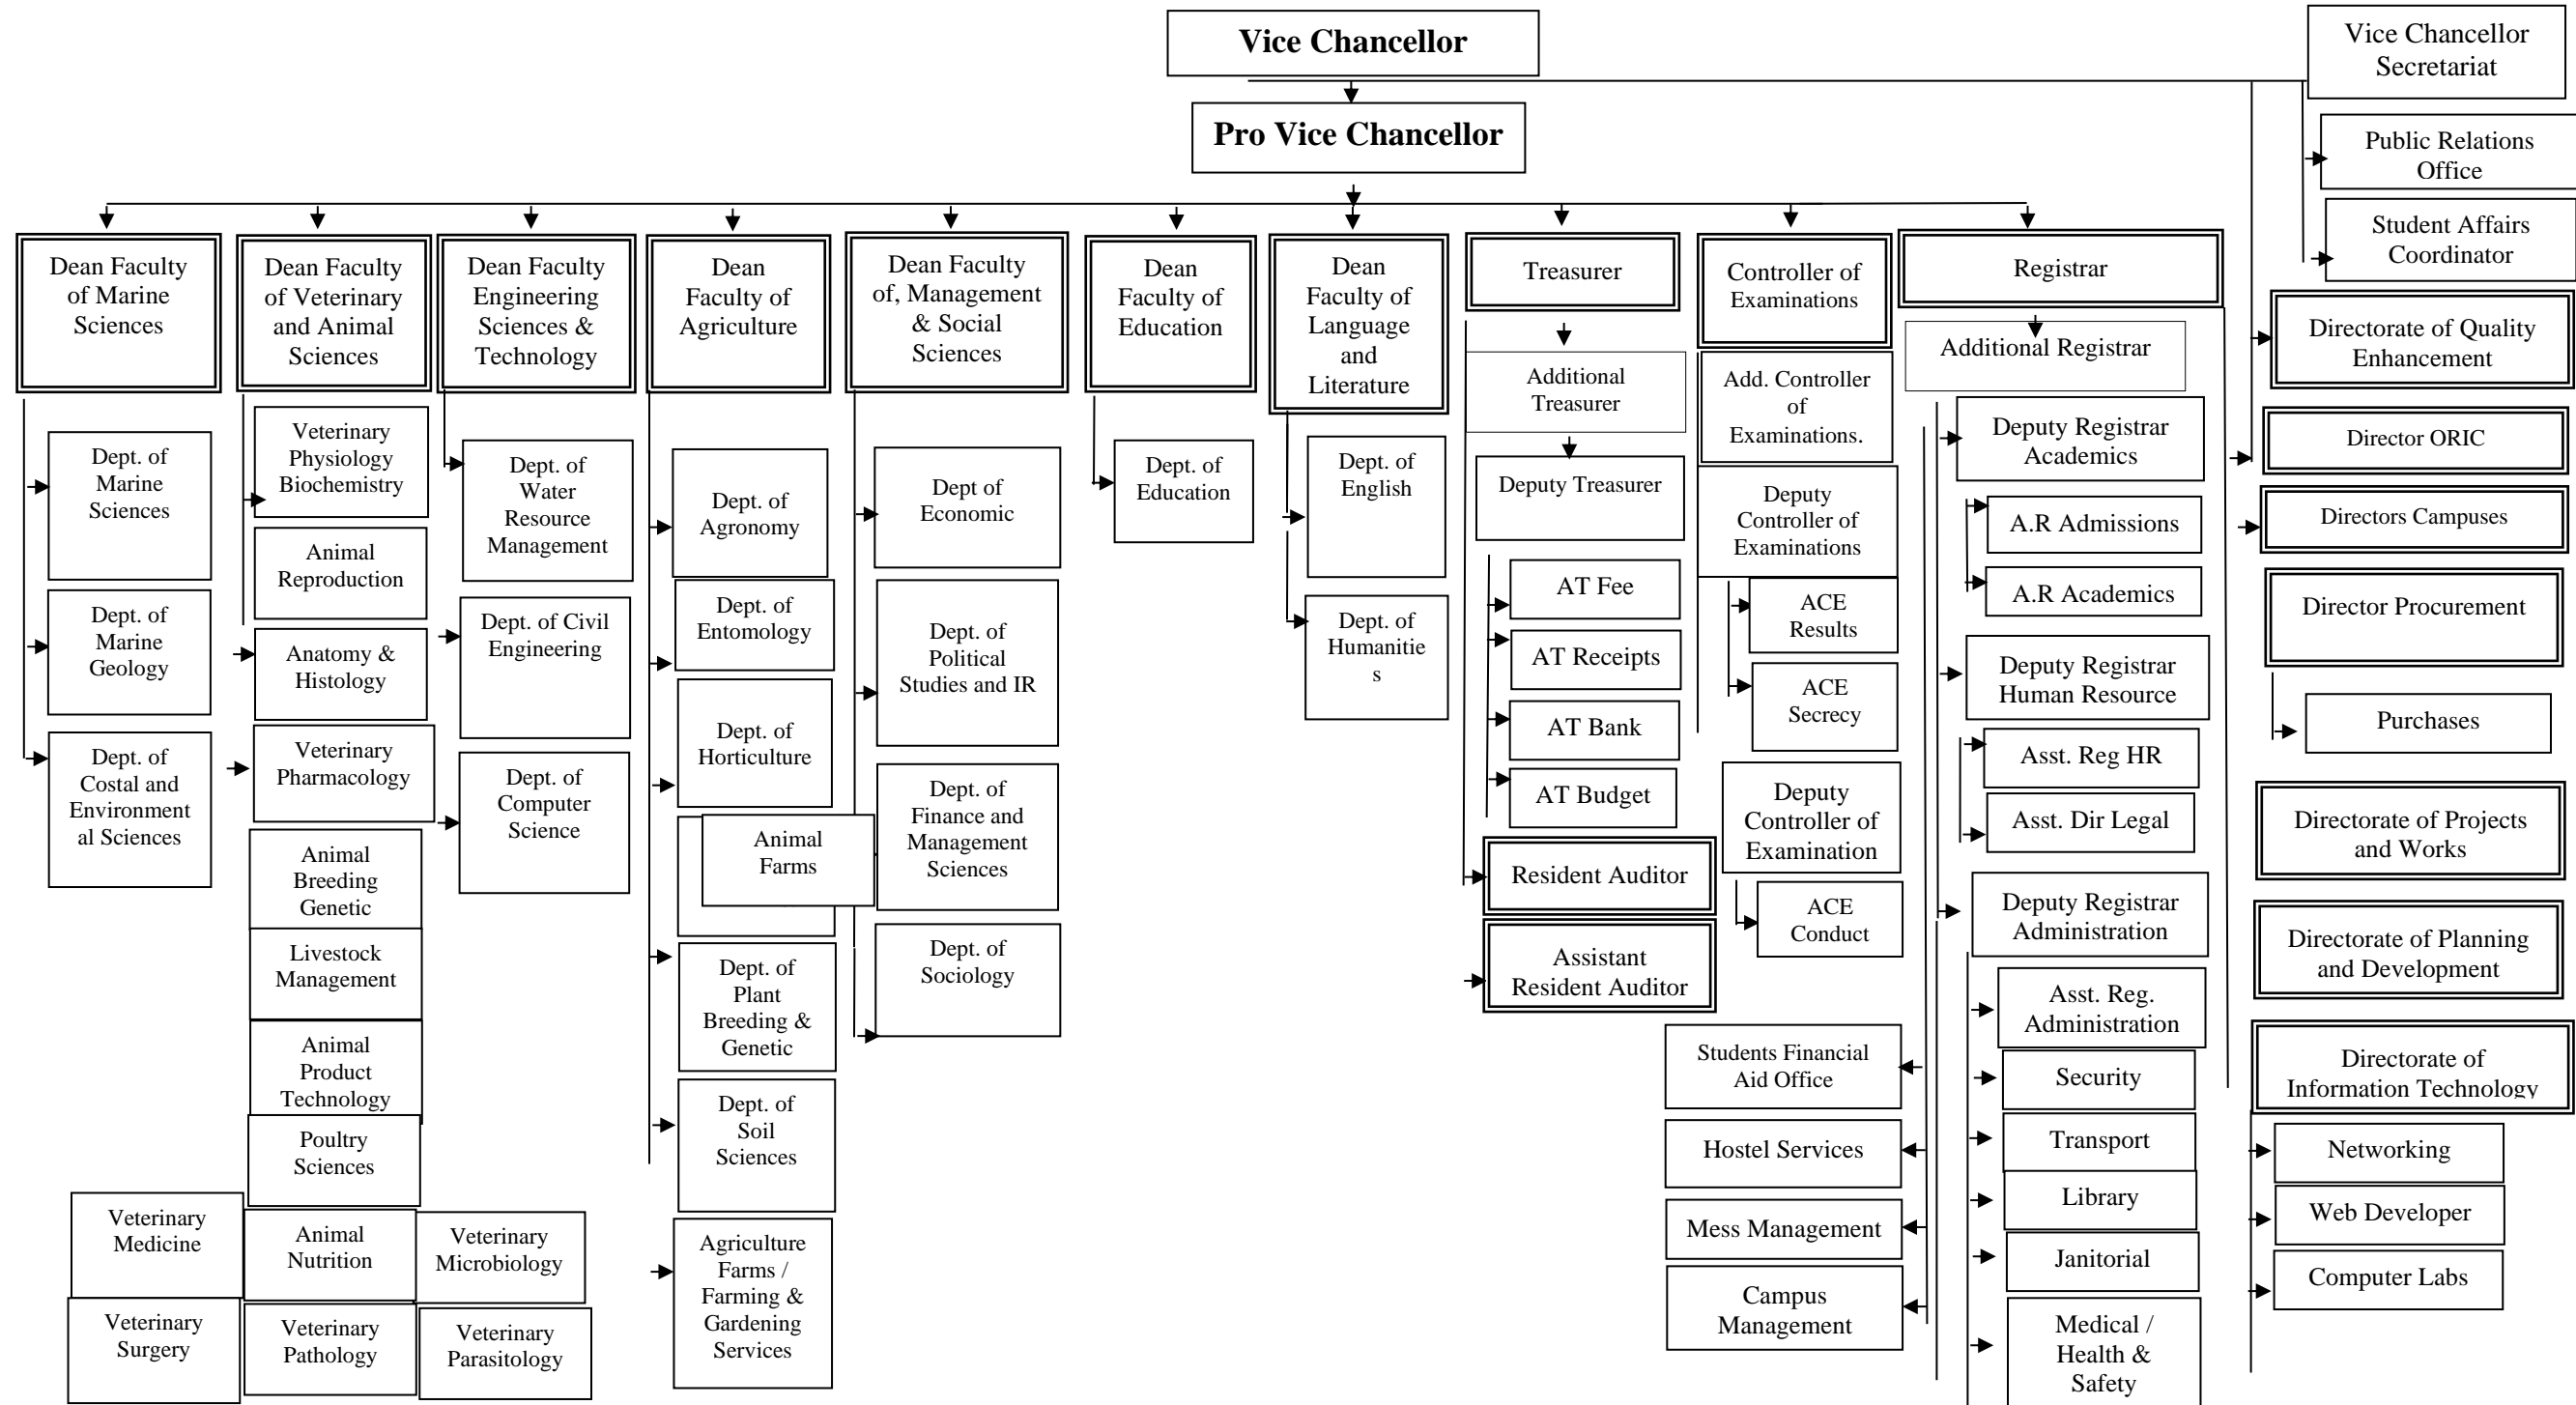 Vice Chancellor
Vice Chancellor
Secretariat
Pro Vice Chancellor
Public Relations
Office
Student Affairs
Coordinator
Dean Faculty
of Marine
Sciences
Dean Faculty
of Veterinary
and Animal
Sciences
Dean Faculty
Engineering
Sciences &
Technology
Dean
Faculty of
Agriculture
Dean Faculty
of, Management
& Social
Sciences
Dean
Faculty of
Education
Dean
Faculty of
Language
and
Literature
Treasurer
Controller of
Examinations
Registrar
Dept. of
Marine
Sciences
Dept. of
Marine
Geology
Dept. of
Costal and
Environment
al Sciences
Veterinary
Physiology
Biochemistry
Animal
Reproduction
Anatomy &
Histology
Veterinary
Pharmacology
Animal
Breeding
Genetic
Livestock
Management
Animal
Product
Technology
Poultry
Sciences
Veterinary
Medicine
Animal
Nutrition
Veterinary
Microbiology
Veterinary
Surgery
Veterinary
Pathology
Veterinary
Parasitology
Dept. of
Water
Resource
Management
Dept. of Civil
Engineering
Dept. of
Computer
Science
Dept. of
Agronomy
Dept. of
Entomology
Dept. of
Horticulture
Animal
Farms
Dept. of
Plant
Breeding &
Genetic
Dept. of
Soil
Sciences
Agriculture
Farms /
Farming &
Gardening
Services
Dept of
Economic
Dept. of
Political
Studies and IR
Dept. of
Finance and
Management
Sciences
Dept. of
Sociology
Dept. of
Education
Dept. of
English
Dept. of
Humanitie
s
Additional
Treasurer
Deputy Treasurer
AT Fee
AT Receipts
AT Bank
AT Budget
Resident Auditor
Assistant
Resident Auditor
Add. Controller
of
Examinations.
Deputy
Controller of
Examinations
ACE
Results
ACE
Secrecy
Deputy
Controller of
Examination
ACE
Conduct
Students Financial
Aid Office
Hostel Services
Mess Management
Campus
Management
Additional Registrar
Deputy Registrar
Academics
A.R Admissions
A.R Academics
Deputy Registrar
Human Resource
Asst. Reg HR
Asst. Dir Legal
Deputy Registrar
Administration
Asst. Reg.
Administration
Security
Transport
Library
Janitorial
Medical /
Health &
Safety
Directorate of Quality
Enhancement
Director ORIC
Directors Campuses
Director Procurement
Purchases
Directorate of Projects
and Works
Directorate of Planning
and Development
Directorate of
Information Technology
Networking
Web Developer
Computer Labs